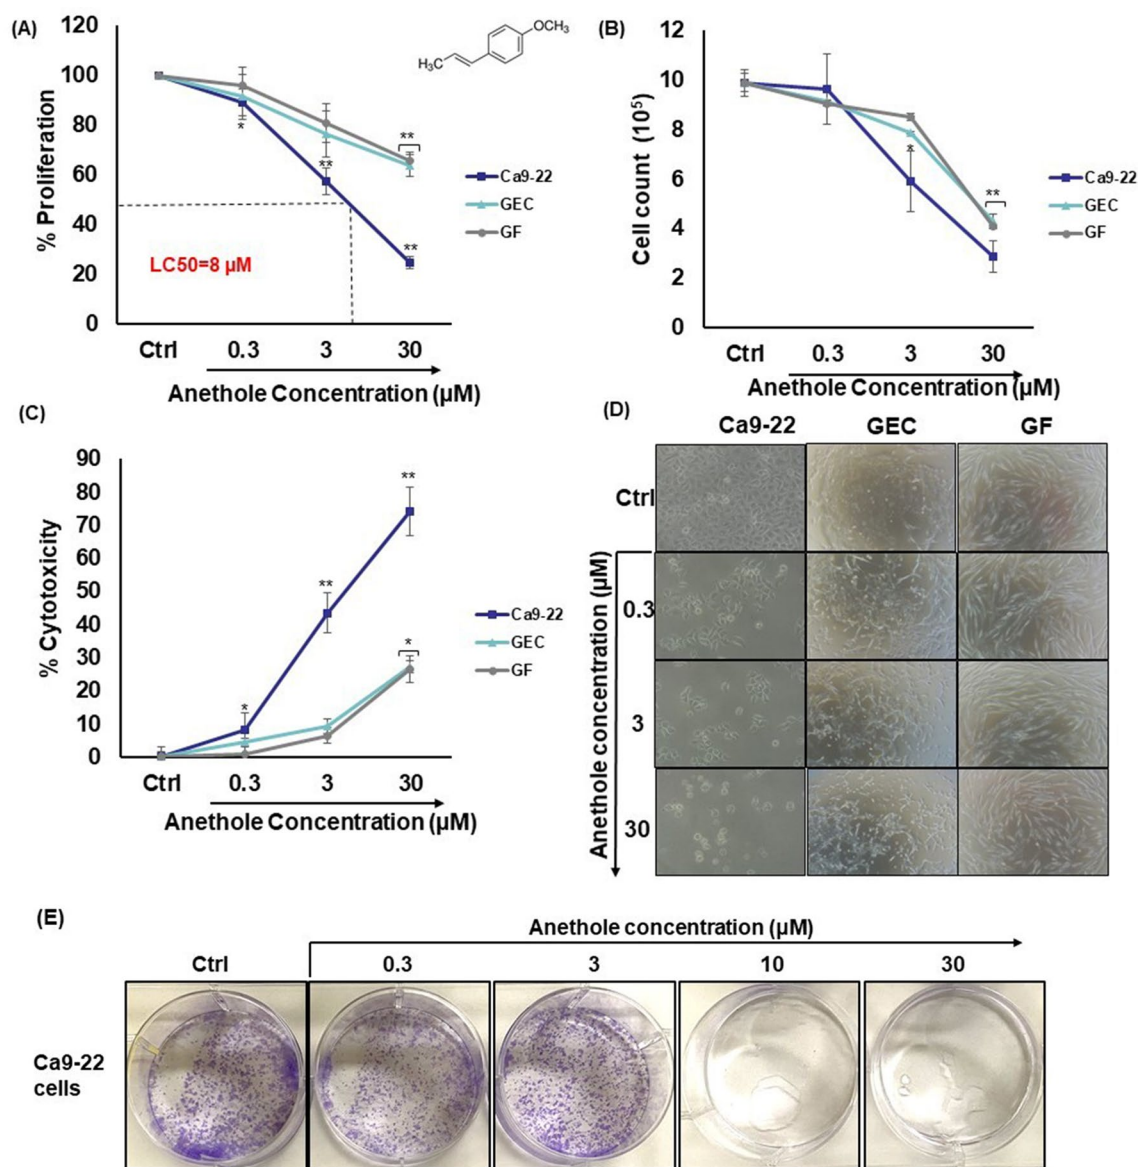 (A)
120
100
80
60
40
20
0
% Proliferation
H₃C
OCH₃
*
**
**
**
LC50=8 µM
Ca9-22
GEC
GF
Ctrl 0.3 3 30
Anethole Concentration (µM)
(B)
12
10
8
6
4
2
0
Cell count (10⁵)
*
**
Ca9-22
GEC
GF
Ctrl 0.3 3 30
Anethole Concentration (µM)
(C)
90
80
70
60
50
40
30
20
10
0
% Cytotoxicity
*
**
**
*
Ca9-22
GEC
GF
Ctrl 0.3 3 30
Anethole Concentration (µM)
(D)
Ca9-22 GEC GF
Ctrl
Anethole concentration (µM)
0.3
3
30
(E)
Anethole concentration (µM)
Ctrl 0.3 3 10 30
Ca9-22
cells